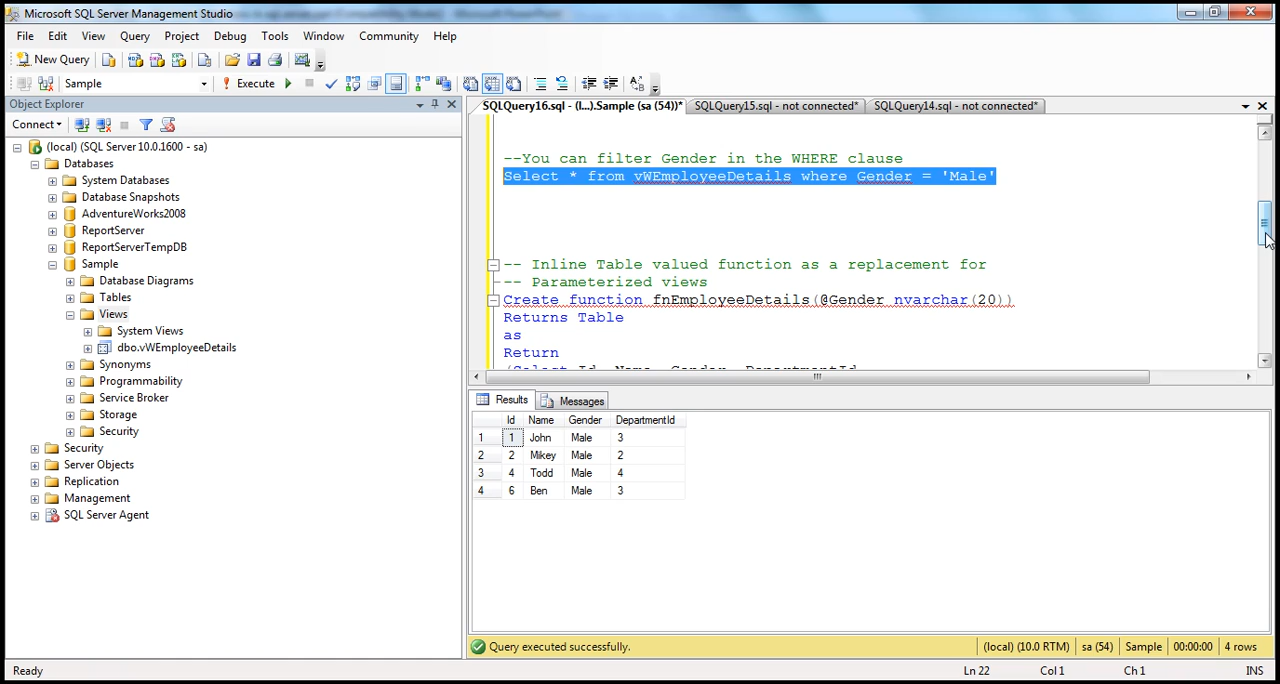 Microsoft SQL Server Management Studio
File Edit View Query Project Debug Tools Window Community Help
New Query
Sample Execute
Object Explorer
SQLQuery16.sql - (l...).Sample (sa (54))* SQLQuery15.sql - not connected* SQLQuery14.sql - not connected*
Connect
(local) (SQL Server 10.0.1600 - sa)
Databases
System Databases
Database Snapshots
AdventureWorks2008
ReportServer
ReportServerTempDB
Sample
Database Diagrams
Tables
Views
System Views
dbo.vWEmployeeDetails
Synonyms
Programmability
Service Broker
Storage
Security
Security
Server Objects
Replication
Management
SQL Server Agent
--You can filter Gender in the WHERE clause
Select * from vWEmployeeDetails where Gender = 'Male'
-- Inline Table valued function as a replacement for
-- Parameterized views
Create function fnEmployeeDetails(@Gender nvarchar(20))
Returns Table
as
Return
(Select Id, Name, Gender, DepartmentId
Results Messages
Id Name Gender DepartmentId
1 1 John Male 3
2 2 Mikey Male 2
3 4 Todd Male 4
4 6 Ben Male 3
Query executed successfully. (local) (10.0 RTM) sa (54) Sample 00:00:00 4 rows
Ready Ln 22 Col 1 Ch 1 INS